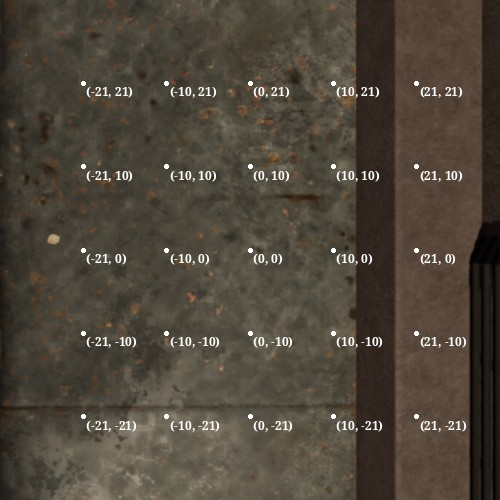 (-21, 21) (-10, 21) (0, 21) (10, 21) (21, 21)
(-21, 10) (-10, 10) (0, 10) (10, 10) (21, 10)
(-21, 0) (-10, 0) (0, 0) (10, 0) (21, 0)
(-21, -10) (-10, -10) (0, -10) (10, -10) (21, -10)
(-21, -21) (-10, -21) (0, -21) (10, -21) (21, -21)